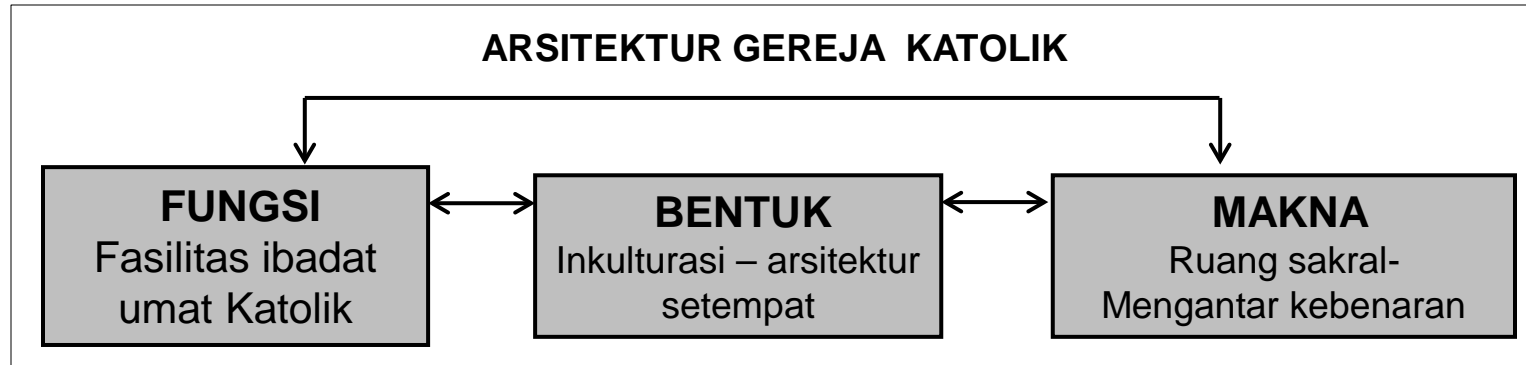 ARSITEKTUR GEREJA KATOLIK
FUNGSI
Fasilitas ibadat
umat Katolik
BENTUK
Inkulturasi – arsitektur
setempat
MAKNA
Ruang sakral-
Mengantar kebenaran